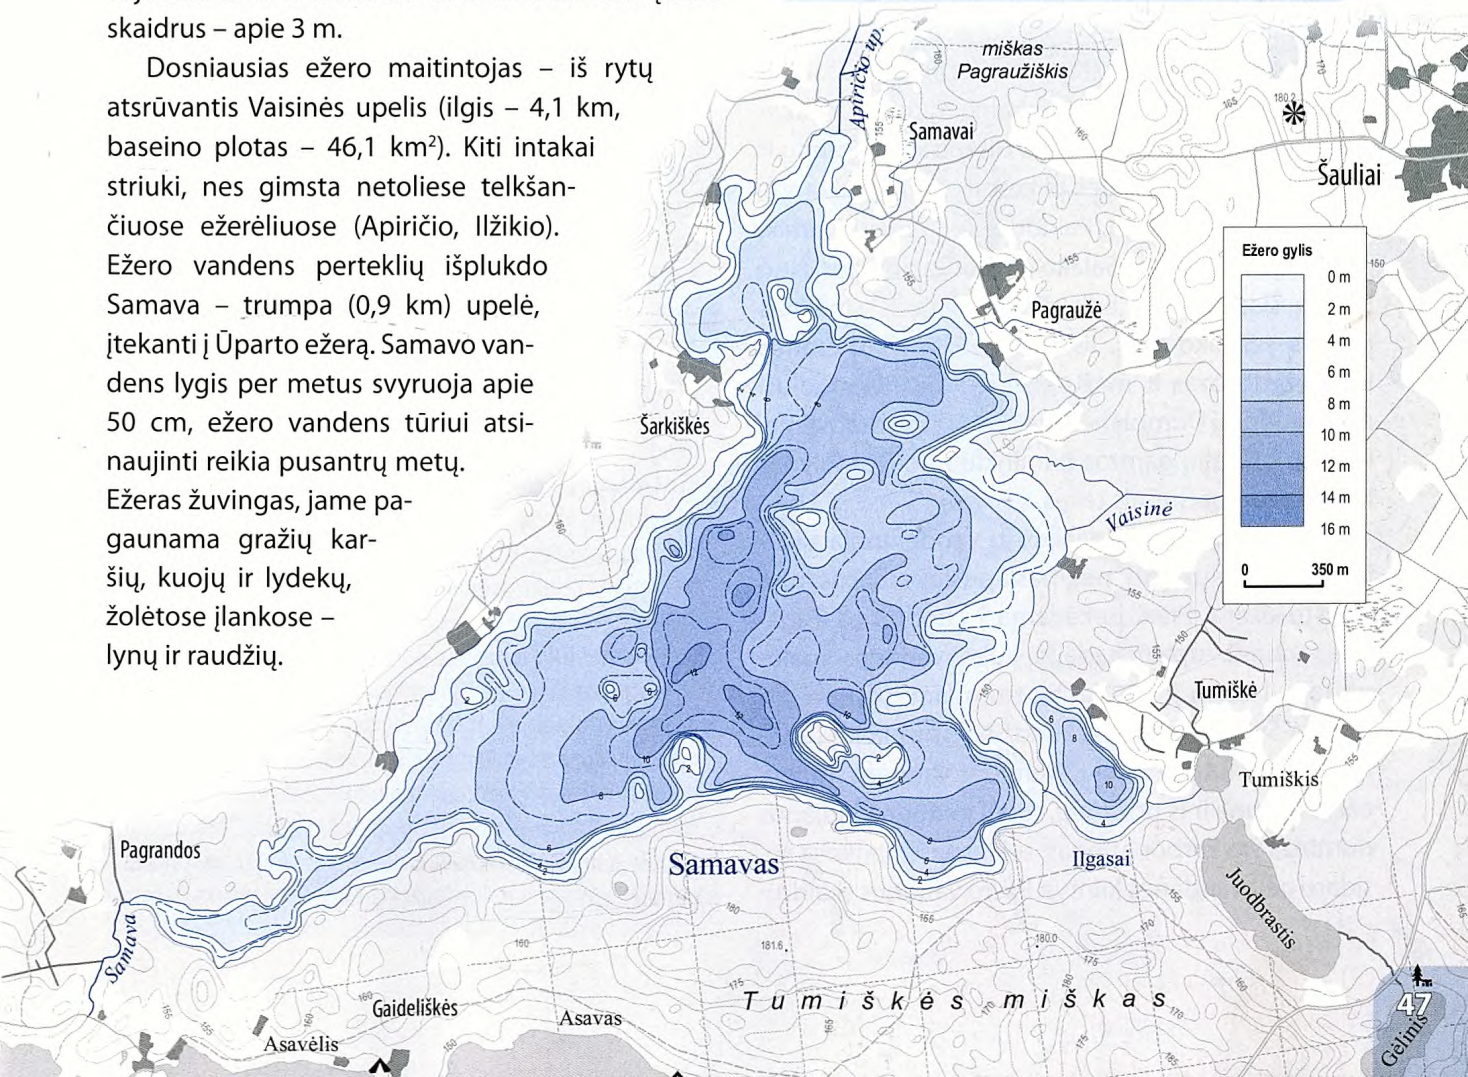 skaidrus – apie 3 m.
Dosniausias ežero maitintojas – iš rytų
atsrūvantis Vaisinės upelis (ilgis – 4,1 km,
baseino plotas – 46,1 km²). Kiti intakai
striuki, nes gimsta netoliese telkšan-
čiuose ežerėliuose (Apiričio, Ilžikio).
Ežero vandens perteklių išplukdo
Samava – trumpa (0,9 km) upelė,
įtekanti į Ūparto ežerą. Samavo van-
dens lygis per metus svyruoja apie
50 cm, ežero vandens tūriui atsi-
naujinti reikia pusantrų metų.
Ežeras žuvingas, jame pa-
gaunama gražių kar-
šių, kuojų ir lydekų,
žolėtose įlankose –
lynų ir raudžių.
Apiričio up.
miškas
Pagraužiškis
Samavai
180.2
Šauliai
Pagraužė
Šarkiškės
Vaisinė
Ežero gylis
0 m
2 m
4 m
6 m
8 m
10 m
12 m
14 m
16 m
0 350 m
Tumiškė
Tumiškis
Ilgasai
Juodbrastis
Samavas
Pagrandos
Samava
181.6
180.0
Tumiškės miškas
Gaideliškės
Asavas
Asavėlis
47
Gėlinis